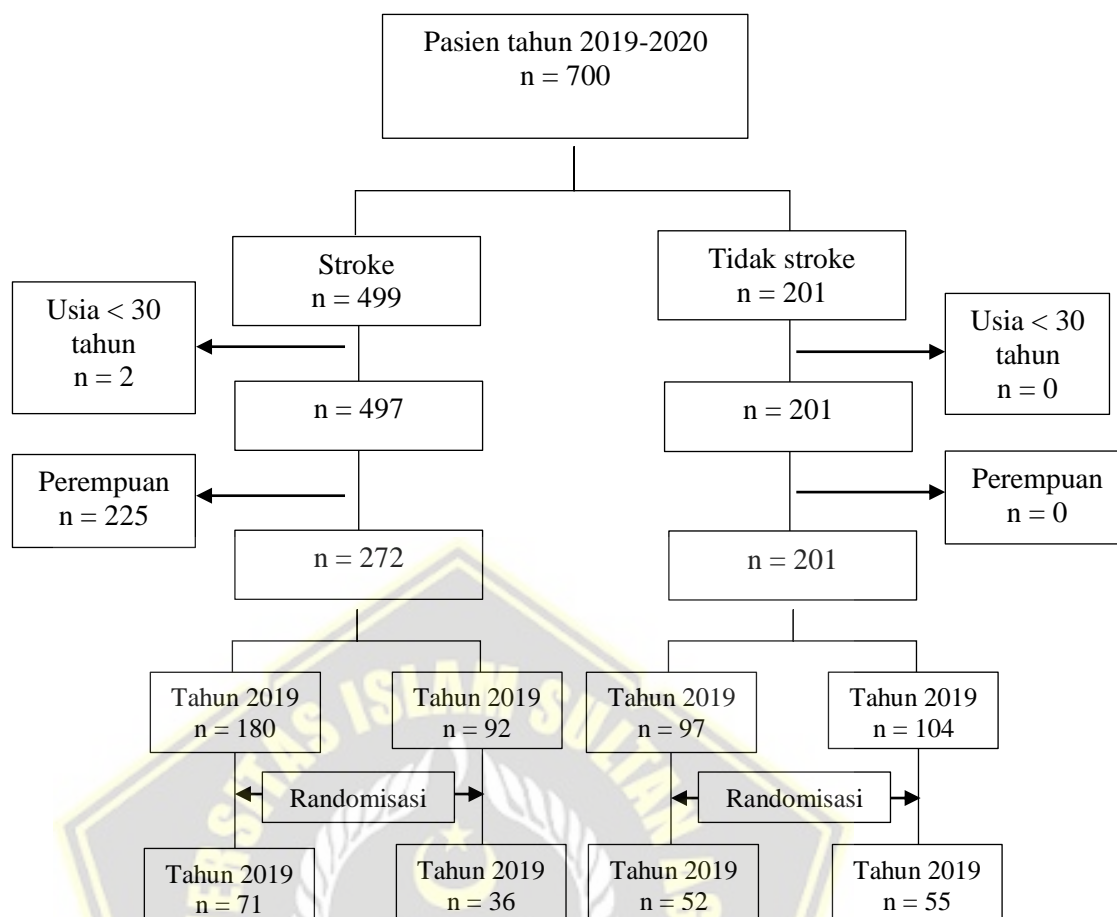 Pasien tahun 2019-2020
n = 700
Stroke
n = 499
Tidak stroke
n = 201
Usia < 30
tahun
n = 2
Usia < 30
tahun
n = 0
n = 497
n = 201
Perempuan
n = 225
Perempuan
n = 0
n = 272
n = 201
Tahun 2019
n = 180
Tahun 2019
n = 92
Tahun 2019
n = 97
Tahun 2019
n = 104
Randomisasi
Randomisasi
Tahun 2019
n = 71
Tahun 2019
n = 36
Tahun 2019
n = 52
Tahun 2019
n = 55
ISLAM SULTAN